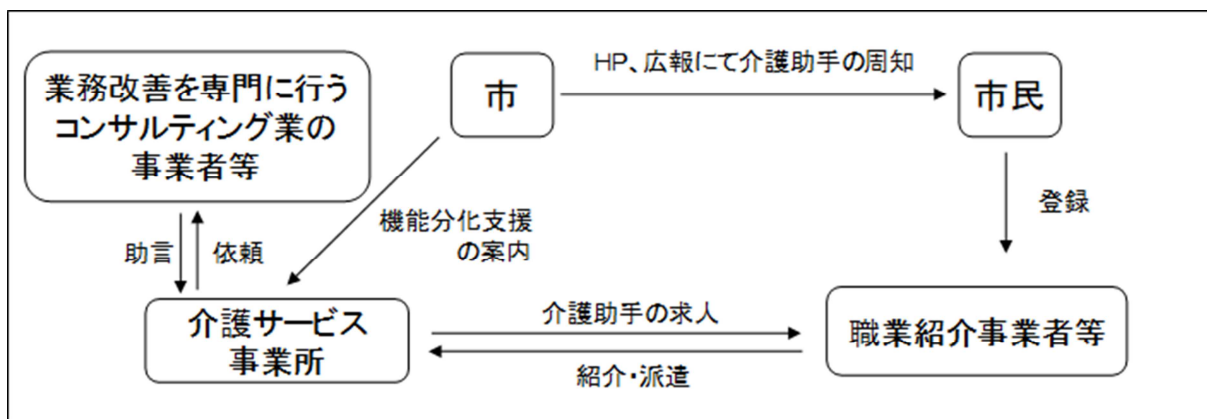 業務改善を専門に行う
コンサルティング業の
事業者等
市
HP、広報にて介護助手の周知
市民
機能分化支援
の案内
登録
助言
依頼
介護サービス
事業所
介護助手の求人
紹介・派遣
職業紹介事業者等